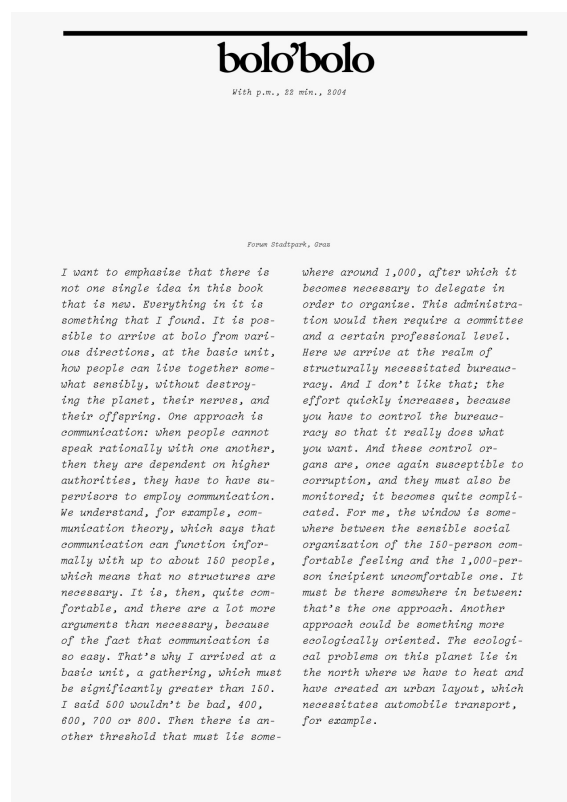 bolo'bolo
With p.m., 22 min., 2004
Forum Stadtpark, Graz
I want to emphasize that there is
not one single idea in this book
that is new. Everything in it is
something that I found. It is pos-
sible to arrive at bolo from vari-
ous directions, at the basic unit,
how people can live together some-
what sensibly, without destroy-
ing the planet, their nerves, and
their offspring. One approach is
communication: when people cannot
speak rationally with one another,
then they are dependent on higher
authorities, they have to have su-
pervisors to employ communication.
We understand, for example, com-
munication theory, which says that
communication can function infor-
mally with up to about 150 people,
which means that no structures are
necessary. It is, then, quite com-
fortable, and there are a lot more
arguments than necessary, because
of the fact that communication is
so easy. That's why I arrived at a
basic unit, a gathering, which must
be significantly greater than 150.
I said 500 wouldn't be bad, 400,
600, 700 or 800. Then there is an-
other threshold that must lie some-
where around 1,000, after which it
becomes necessary to delegate in
order to organize. This administra-
tion would then require a committee
and a certain professional level.
Here we arrive at the realm of
structurally necessitated bureauc-
racy. And I don't like that; the
effort quickly increases, because
you have to control the bureauc-
racy so that it really does what
you want. And these control or-
gans are, once again susceptible to
corruption, and they must also be
monitored; it becomes quite compli-
cated. For me, the window is some-
where between the sensible social
organization of the 150-person com-
fortable feeling and the 1,000-per-
son incipient uncomfortable one. It
must be there somewhere in between:
that's the one approach. Another
approach could be something more
ecologically oriented. The ecologi-
cal problems on this planet lie in
the north where we have to heat and
have created an urban layout, which
necessitates automobile transport,
for example.